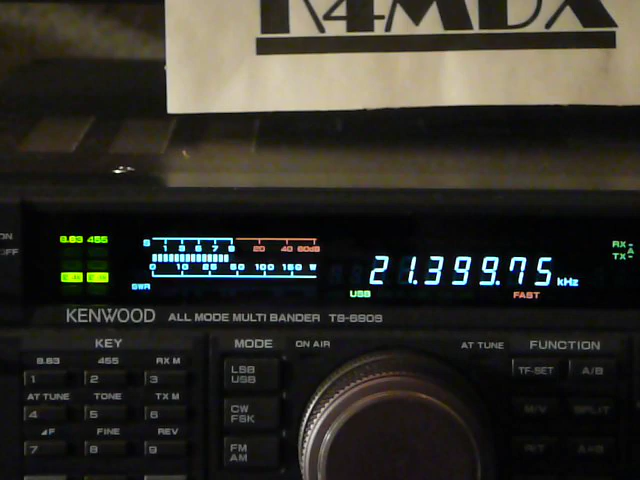 K4MDX
ON
OFF
8.83 455
S 1 3 5 7 9 20 40 60dB
0 10 25 50 100 150 W
SWR
21.399.75 kHz
USB FAST
RX A
TX
KENWOOD ALL MODE MULTI BANDER TS-690S
KEY
8.83 455 RX M
1 2 3
AT TUNE TONE TX M
4 5 6
⊿F FINE REV
7 8 9
MODE ON AIR
LSB
USB
CW
FSK
FM
AM
AT TUNE FUNCTION
TF-SET A/B
M/V SPLIT
A=B